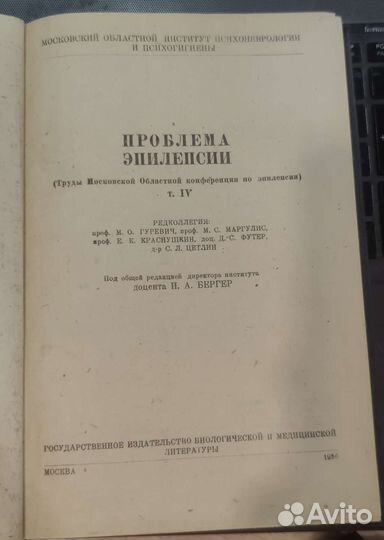 МОСКОВСКИЙ ОБЛАСТНОЙ ИНСТИТУТ ПСИХОНЕВРОЛОГИИ
И ПСИХОГИГИЕНЫ
ПРОБЛЕМА
ЭПИЛЕПСИИ
(Труды Московской Областной конференции по эпилепсии)
т. IV
РЕДКОЛЛЕГИЯ:
проф. М. О. ГУРЕВИЧ, проф. М. С. МАРГУЛИС,
проф. Е. К. КРАСНУШКИН, доц. Д. С. ФУТЕР,
д-р С. Л. ЦЕТЛИН
Под общей редакцией директора института
доцента И. А. БЕРГЕР
ГОСУДАРСТВЕННОЕ ИЗДАТЕЛЬСТВО БИОЛОГИЧЕСКОЙ И МЕДИЦИНСКОЙ
ЛИТЕРАТУРЫ
МОСКВА 1936
Avito